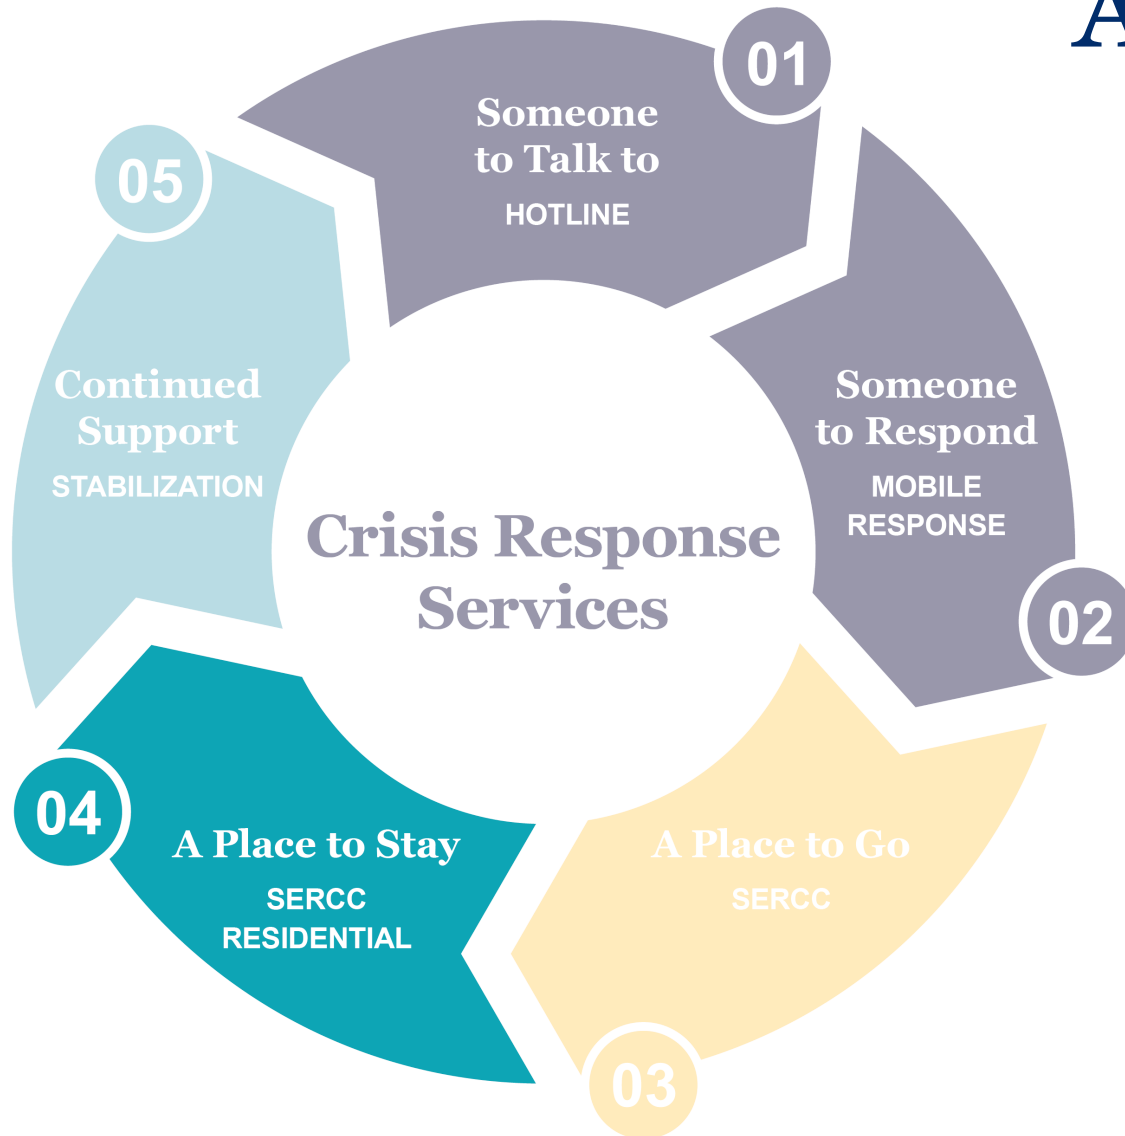 A
01
Someone
to Talk to
HOTLINE
02
Someone
to Respond
MOBILE
RESPONSE
03
A Place to Go
SERCC
04
A Place to Stay
SERCC
RESIDENTIAL
05
Continued
Support
STABILIZATION
Crisis Response
Services